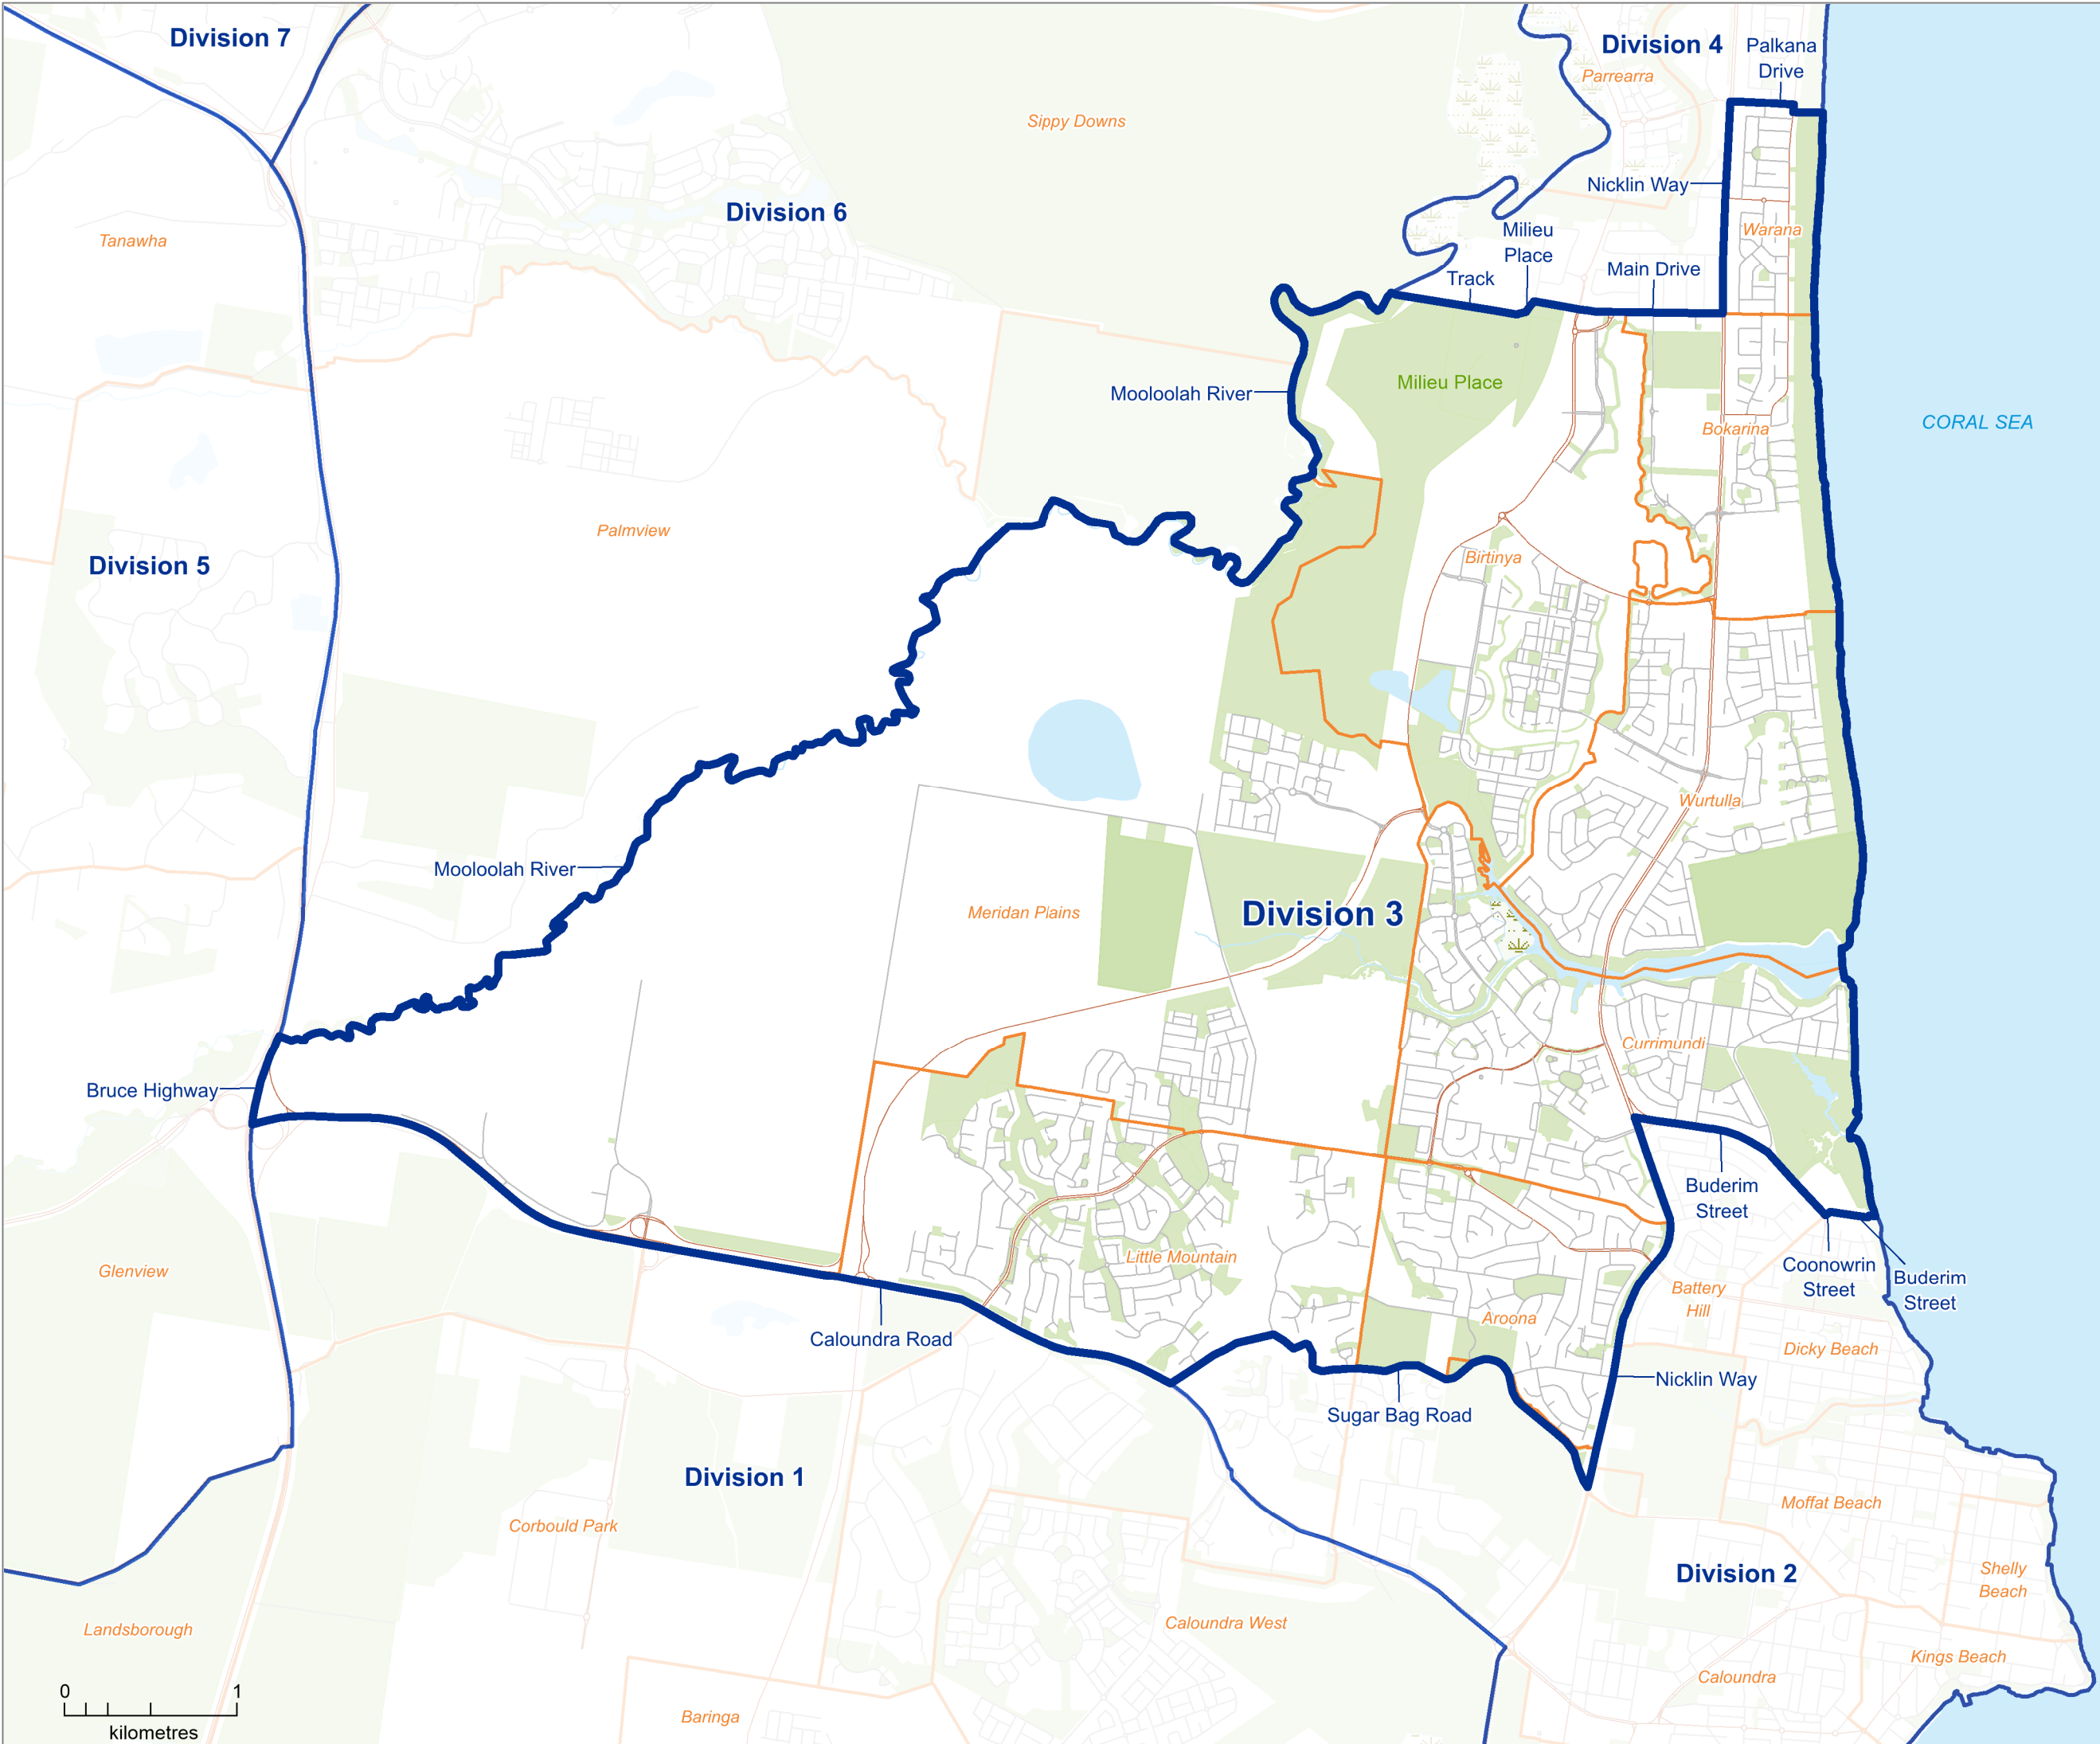 Division 7
Division 4
Palkana
Drive
Parrearra
Sippy Downs
Nicklin Way
Division 6
Warana
Tanawha
Milieu
Place
Track
Main Drive
Milieu Place
Mooloolah River
CORAL SEA
Bokarina
Palmview
Birtinya
Division 5
Wurtulla
Mooloolah River
Meridan Plains
Division 3
Currimundi
Bruce Highway
Buderim
Street
Little Mountain
Glenview
Coonowrin
Street
Buderim
Street
Battery
Hill
Aroona
Caloundra Road
Dicky Beach
Nicklin Way
Sugar Bag Road
Division 1
Moffat Beach
Corbould Park
Division 2
Shelly
Beach
Caloundra West
Landsborough
Kings Beach
Caloundra
0 1
kilometres
Baringa